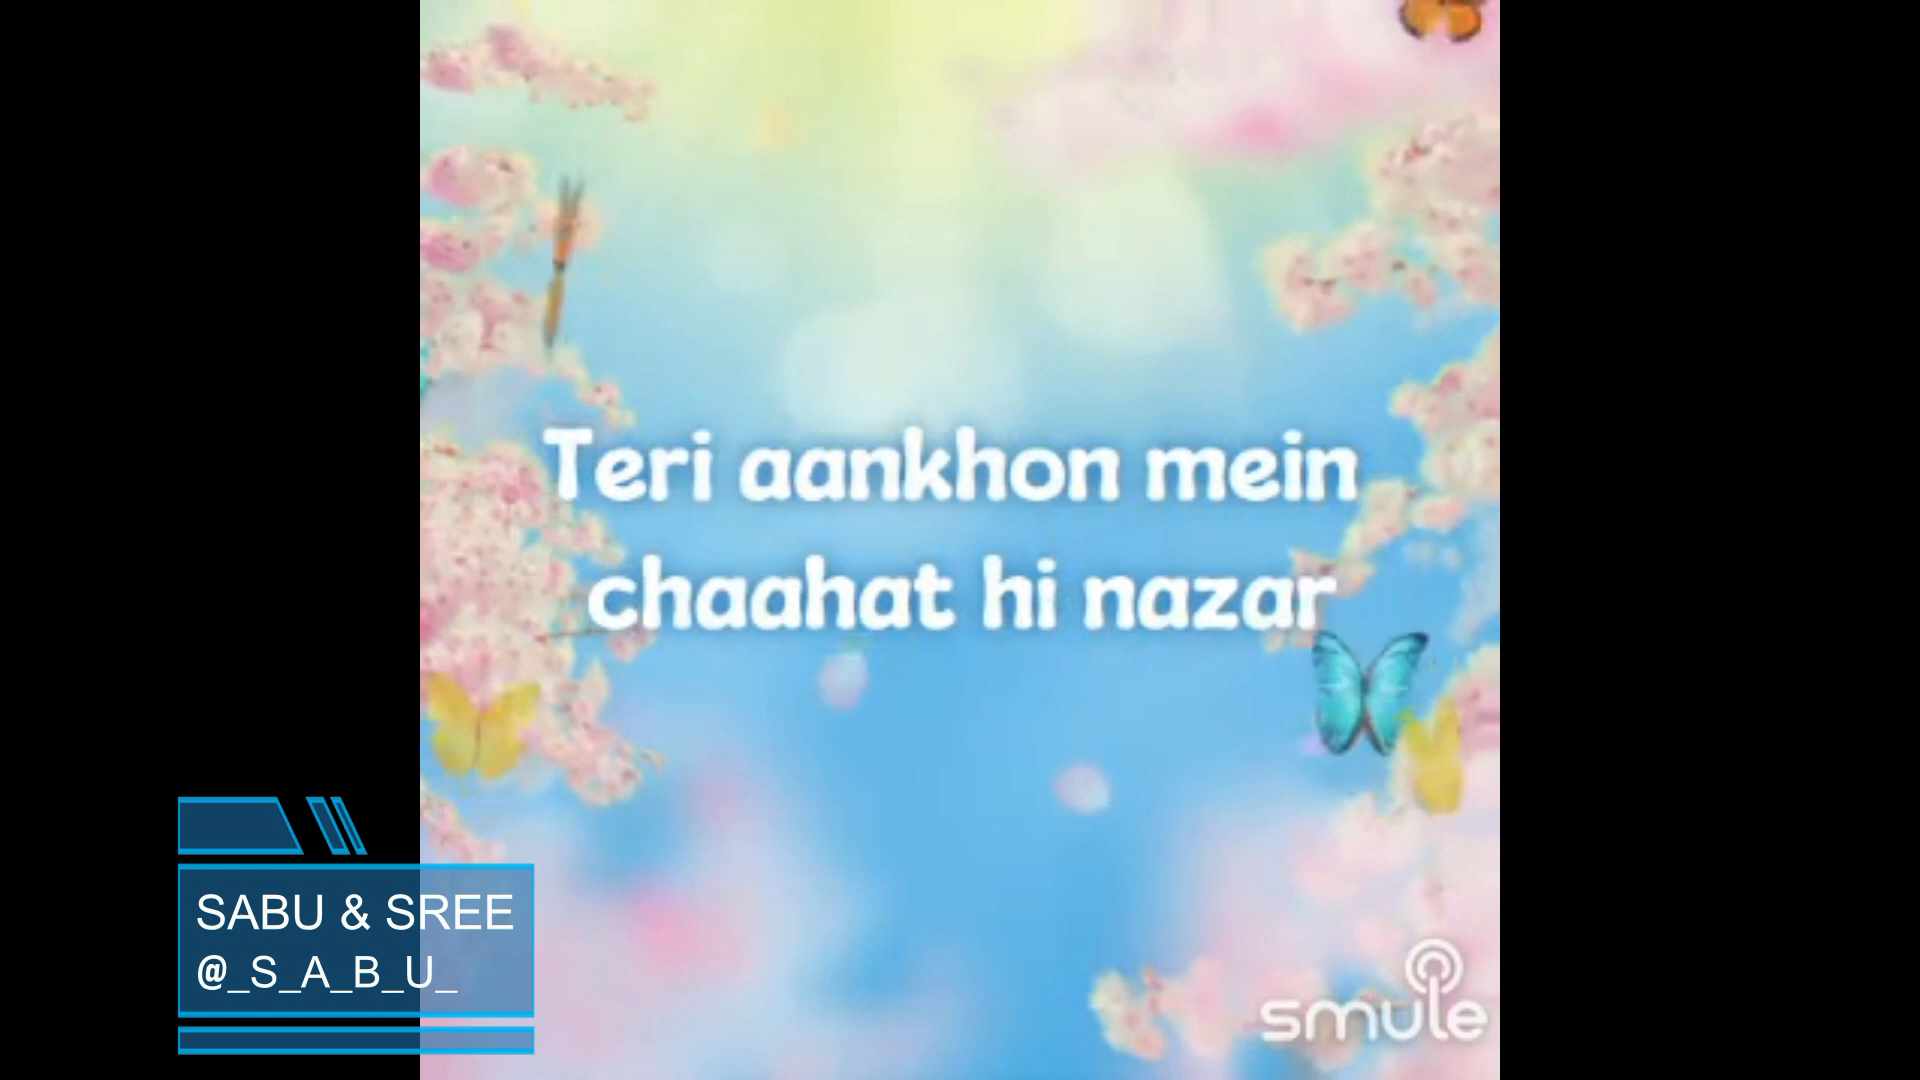 Teri aankhon mein
chaahat hi nazar
SABU & SREE
@_S_A_B_U_
smule